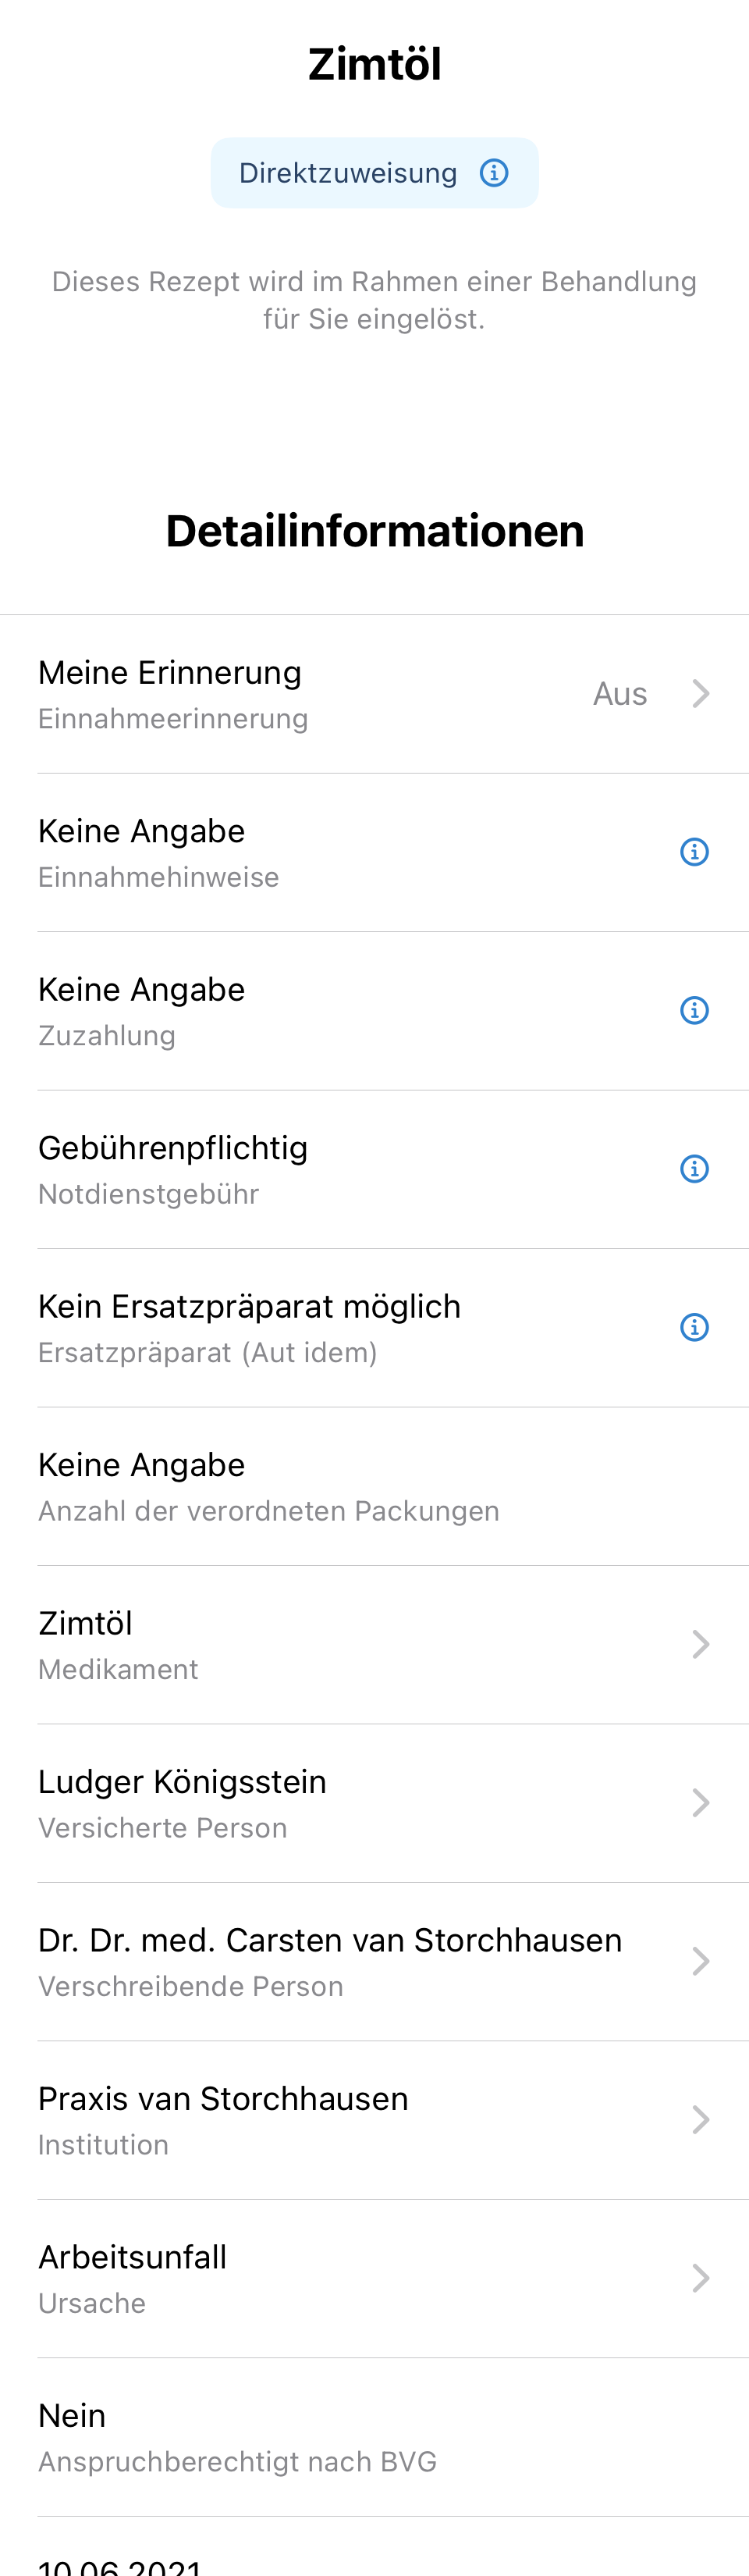 Zimtöl
Direktzuweisung
Dieses Rezept wird im Rahmen einer Behandlung
für Sie eingelöst.
Detailinformationen
Meine Erinnerung
Aus
Einnahmeerinnerung
Keine Angabe
Einnahmehinweise
Keine Angabe
Zuzahlung
Gebührenpflichtig
Notdienstgebühr
Kein Ersatzpräparat möglich
Ersatzpräparat (Aut idem)
Keine Angabe
Anzahl der verordneten Packungen
Zimtöl
Medikament
Ludger Königsstein
Versicherte Person
Dr. Dr. med. Carsten van Storchhausen
Verschreibende Person
Praxis van Storchhausen
Institution
Arbeitsunfall
Ursache
Nein
Anspruchberechtigt nach BVG
10.06.2021